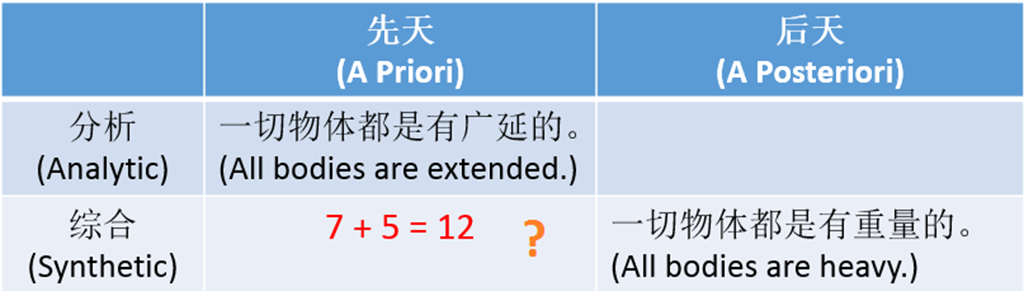 先天
(A Priori)
后天
(A Posteriori)
分析
(Analytic)
一切物体都是有广延的。
(All bodies are extended.)
综合
(Synthetic)
7 + 5 = 12
?
一切物体都是有重量的。
(All bodies are heavy.)